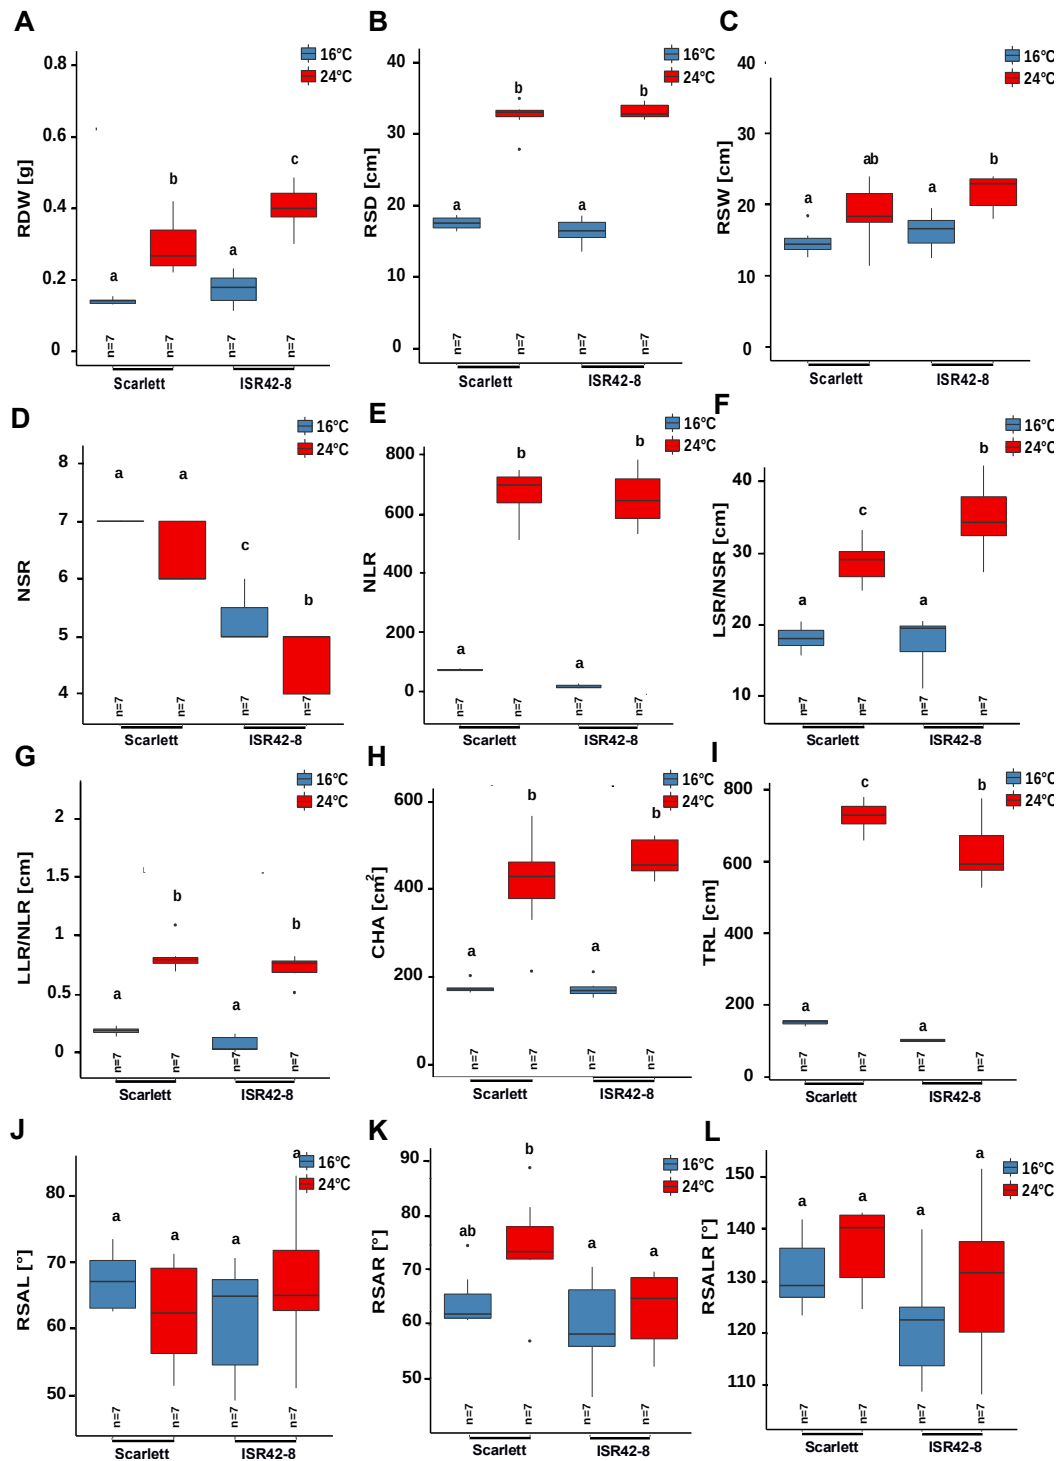 A
16°C
24°C
RDW [g]
0.8
0.6
0.4
0.2
0
a
b
a
c
n=7
n=7
n=7
n=7
Scarlett
ISR42-8
B
16°C
24°C
RSD [cm]
40
30
20
10
0
a
b
a
b
n=7
n=7
n=7
n=7
Scarlett
ISR42-8
C
16°C
24°C
RSW [cm]
40
30
20
10
0
a
ab
a
b
n=7
n=7
n=7
n=7
Scarlett
ISR42-8
D
16°C
24°C
NSR
8
7
6
5
4
a
a
c
b
n=7
n=7
n=7
n=7
Scarlett
ISR42-8
E
16°C
24°C
NLR
800
600
400
200
0
a
b
a
b
n=7
n=7
n=7
n=7
Scarlett
ISR42-8
F
16°C
24°C
LSR/NSR [cm]
40
30
20
10
a
c
a
b
n=7
n=7
n=7
n=7
Scarlett
ISR42-8
G
16°C
24°C
LLR/NLR [cm]
2
1.5
1
0.5
0
a
b
a
b
n=7
n=7
n=7
n=7
Scarlett
ISR42-8
H
16°C
24°C
CHA [cm²]
600
400
200
0
a
b
a
b
n=7
n=7
n=7
n=7
Scarlett
ISR42-8
I
16°C
24°C
TRL [cm]
800
600
400
200
0
a
c
a
b
n=7
n=7
n=7
n=7
Scarlett
ISR42-8
J
16°C
24°C
RSAL [°]
80
70
60
50
a
a
a
a
n=7
n=7
n=7
n=7
Scarlett
ISR42-8
K
16°C
24°C
RSAR [°]
90
80
70
60
50
ab
b
a
a
n=7
n=7
n=7
n=7
Scarlett
ISR42-8
L
16°C
24°C
RSALR [°]
150
140
130
120
110
a
a
a
a
n=7
n=7
n=7
n=7
Scarlett
ISR42-8